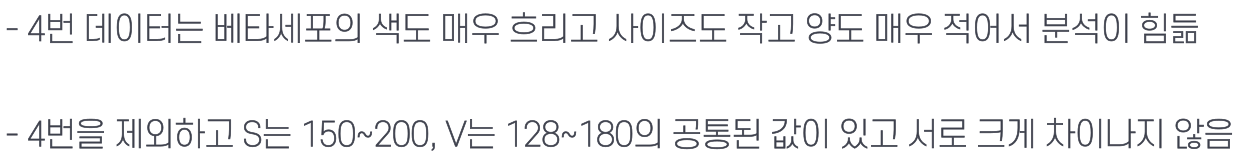 - 4번 데이터는 베타세포의 색도 매우 흐리고 사이즈도 작고 양도 매우 적어서 분석이 힘듦
- 4번을 제외하고 S는 150~200, V는 128~180의 공통된 값이 있고 서로 크게 차이나지 않음